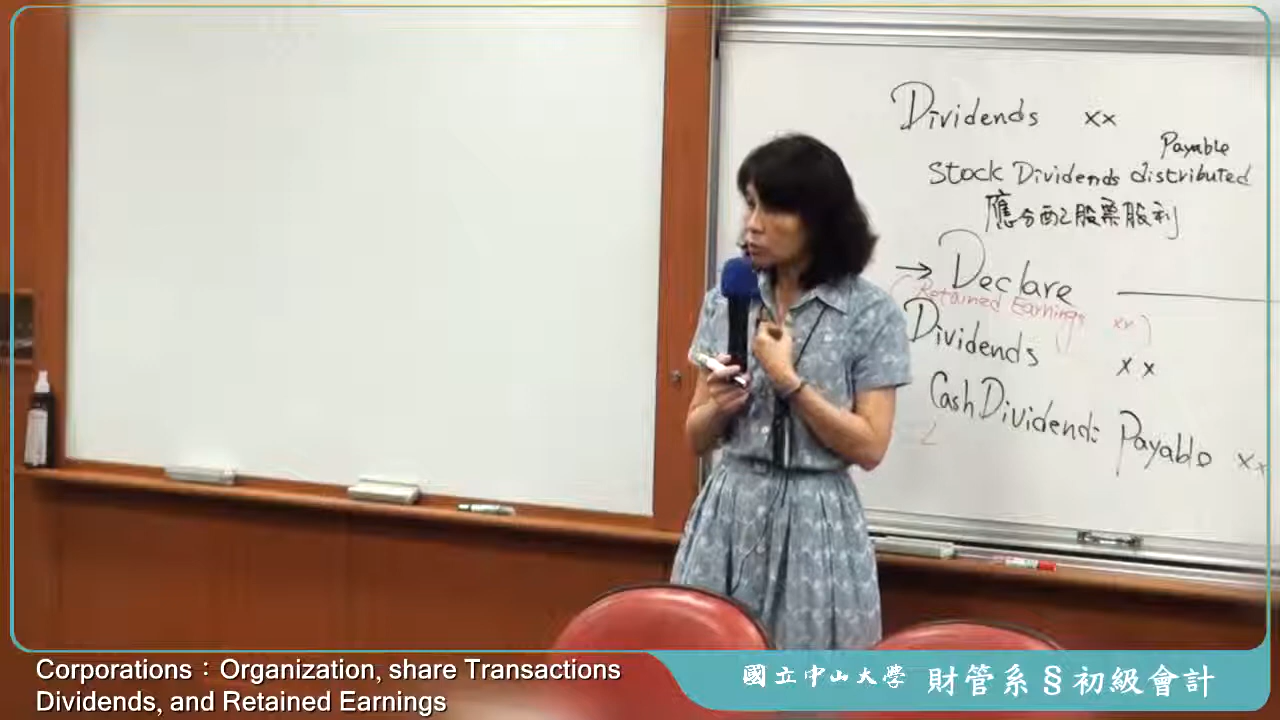 Dividends xx
Payable
Stock Dividends distributed
應分配股票股利
→ Declare
(Retained Earnings xx)
Dividends xx
Cash Dividends Payable xx
Corporations：Organization, share Transactions
Dividends, and Retained Earnings
國立中山大學 財管系§初級會計